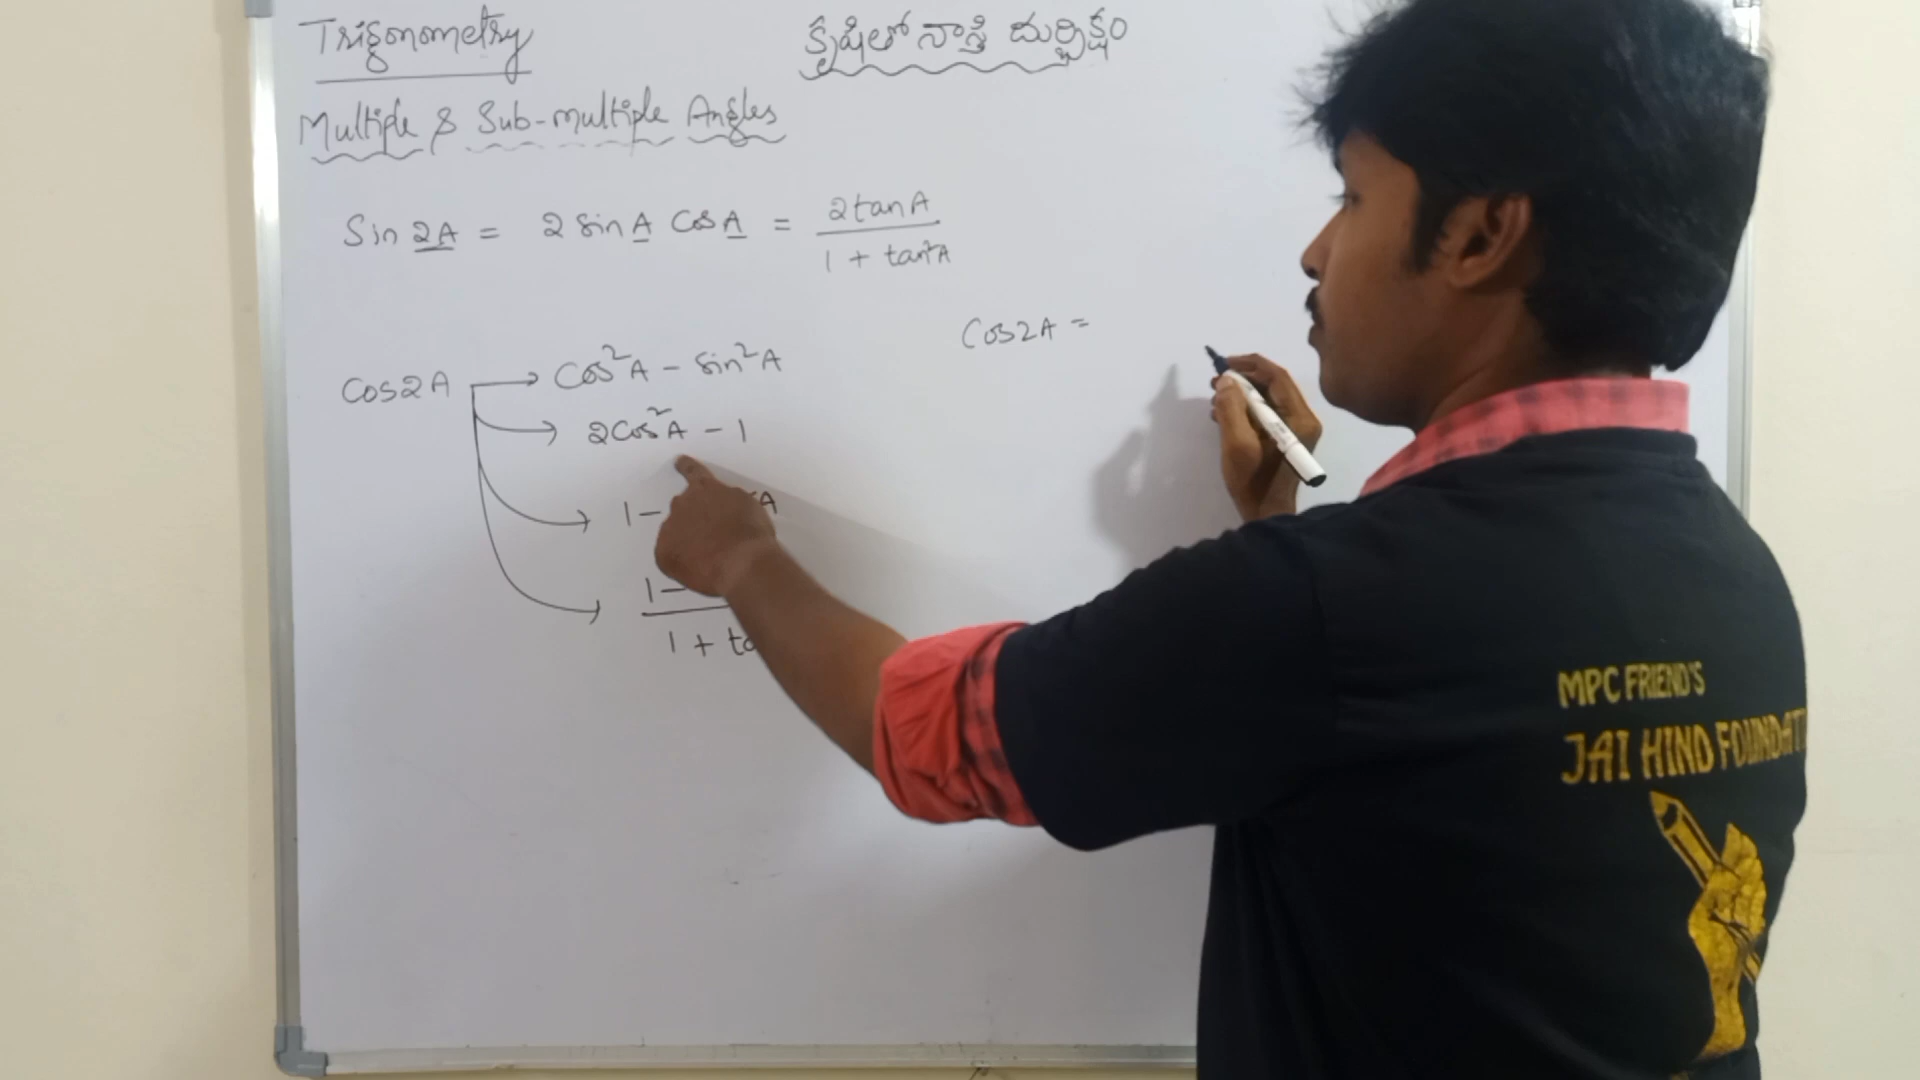 Trigonometry
కృషితో నాస్తి దుర్భిక్షం
Multiple & Sub-multiple Angles
Sin 2A = 2 Sin A Cos A = 2tanA / 1 + tan²A
Cos2A → Cos²A - Sin²A
→ 2Cos²A - 1
→ 1 - A
→ 1 -
1 +
Cos2A =
MPC FRIEND'S
JAI HIND